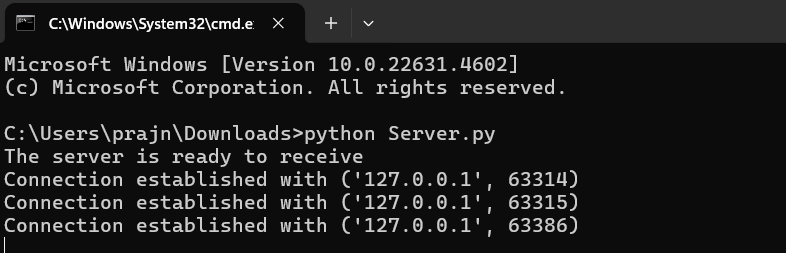 C:\Windows\System32\cmd.e
Microsoft Windows [Version 10.0.22631.4602]
(c) Microsoft Corporation. All rights reserved.
C:\Users\prajn\Downloads>python Server.py
The server is ready to receive
Connection established with ('127.0.0.1', 63314)
Connection established with ('127.0.0.1', 63315)
Connection established with ('127.0.0.1', 63386)